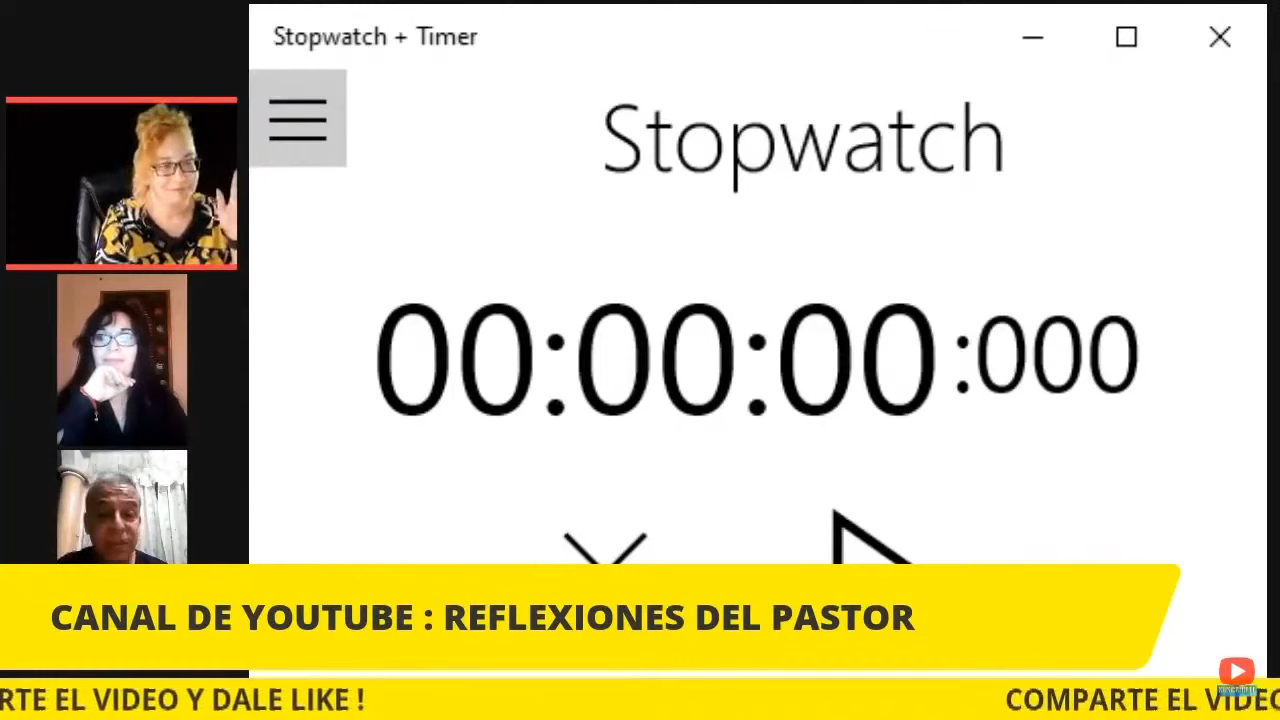 Stopwatch + Timer
Stopwatch
00:00:00:000
CANAL DE YOUTUBE : REFLEXIONES DEL PASTOR
RTE EL VIDEO Y DALE LIKE !
COMPARTE EL VIDEO